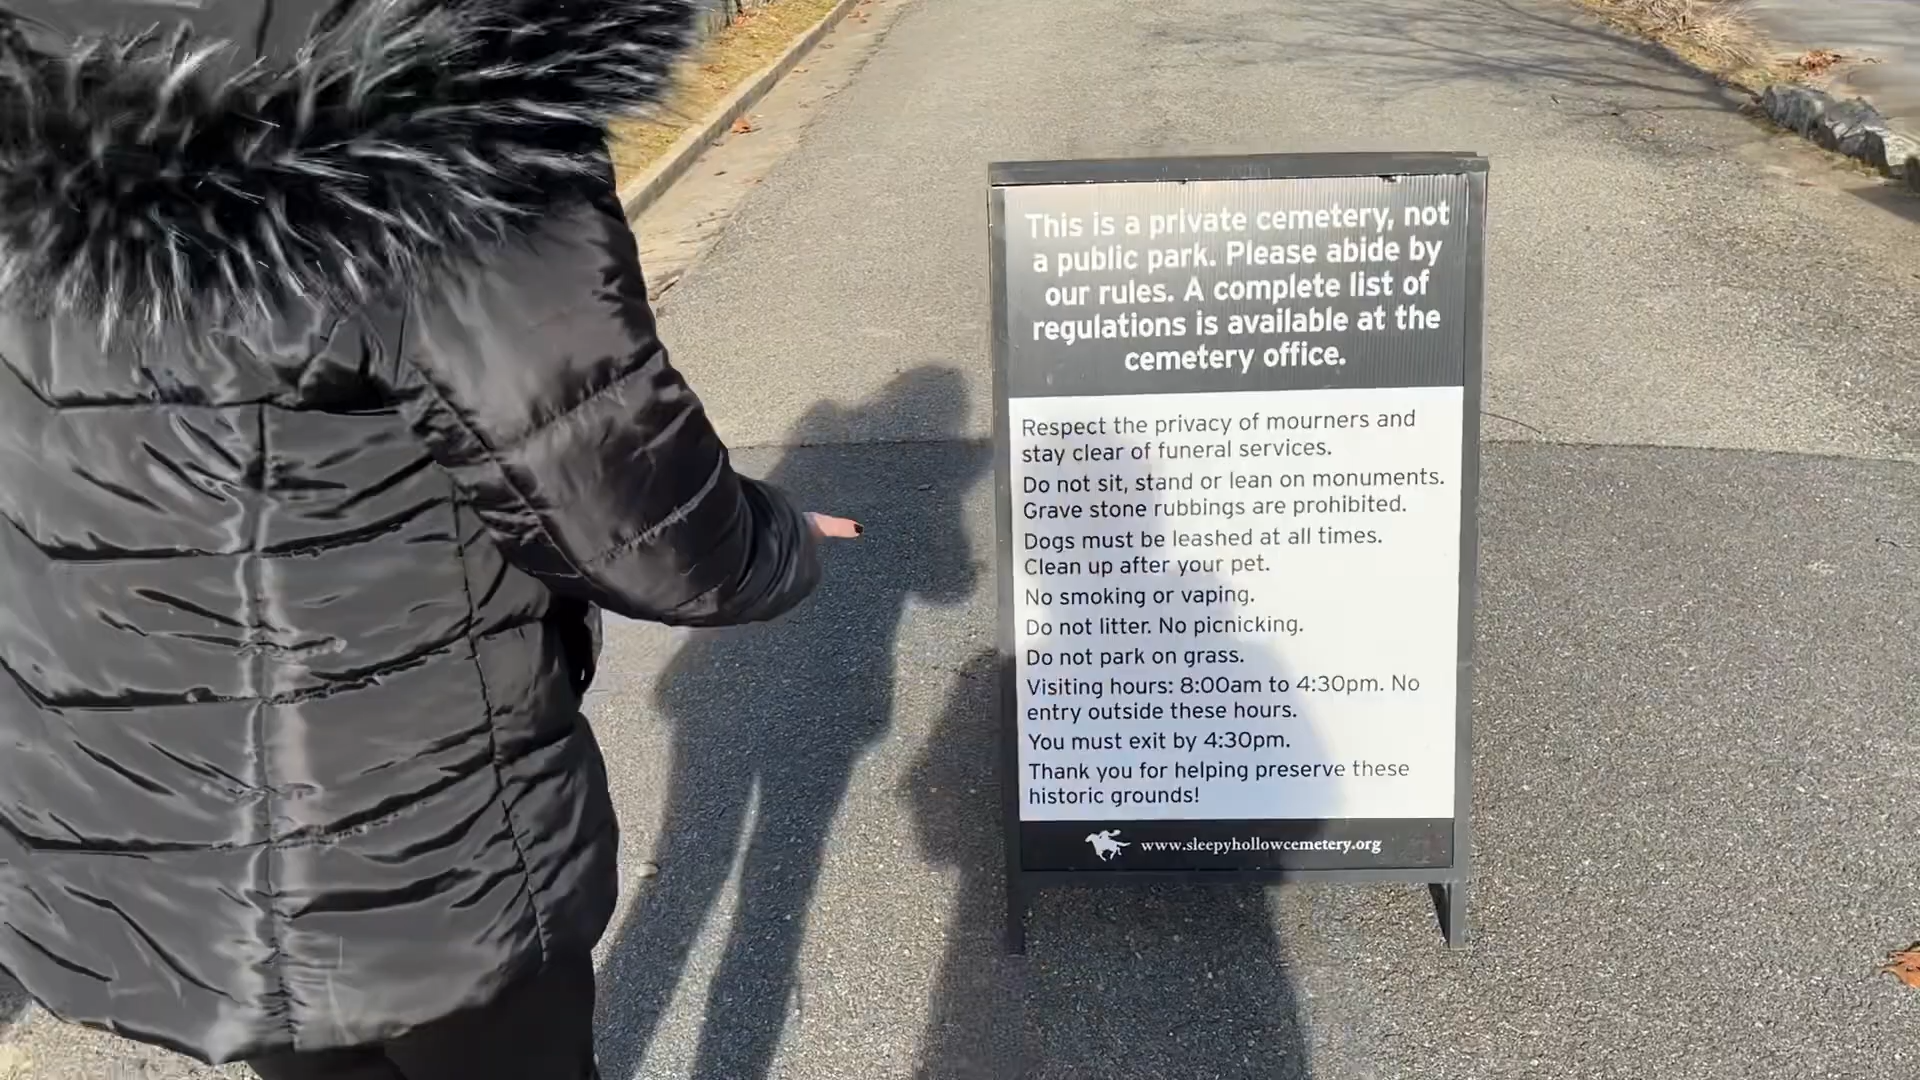 This is a private cemetery, not
a public park. Please abide by
our rules. A complete list of
regulations is available at the
cemetery office.
Respect the privacy of mourners and
stay clear of funeral services.
Do not sit, stand or lean on monuments.
Grave stone rubbings are prohibited.
Dogs must be leashed at all times.
Clean up after your pet.
No smoking or vaping.
Do not litter. No picnicking.
Do not park on grass.
Visiting hours: 8:00am to 4:30pm. No
entry outside these hours.
You must exit by 4:30pm.
Thank you for helping preserve these
historic grounds!
www.sleepyhollowcemetery.org